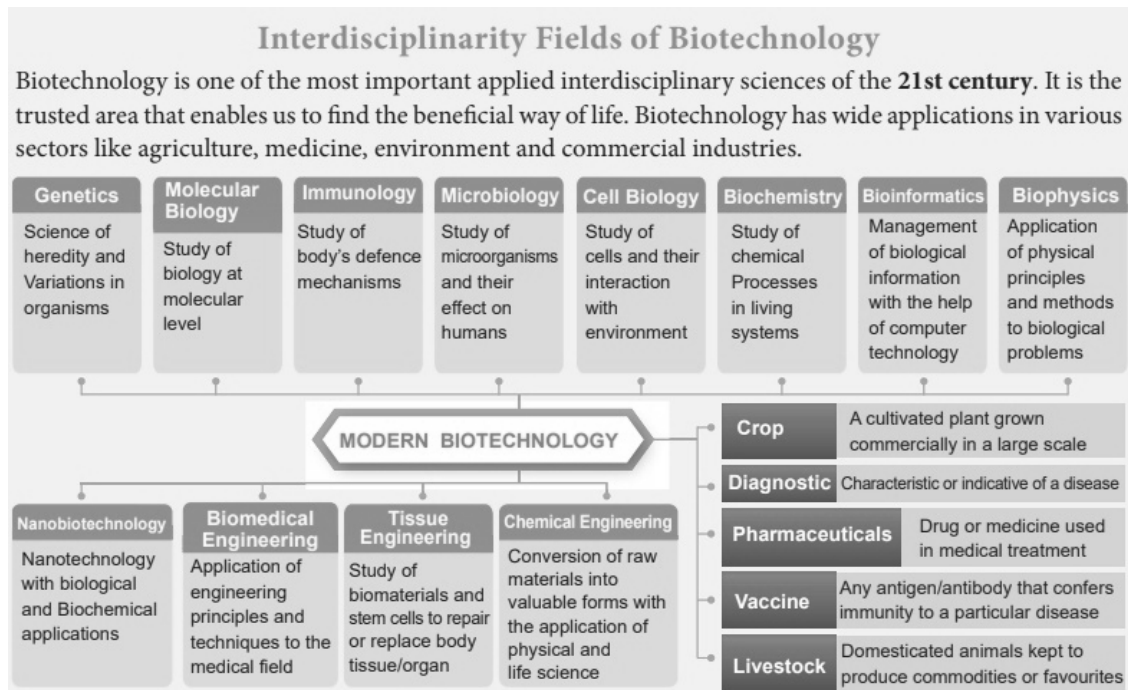 Interdisciplinarity Fields of Biotechnology
Biotechnology is one of the most important applied interdisciplinary sciences of the 21st century. It is the
trusted area that enables us to find the beneficial way of life. Biotechnology has wide applications in various
sectors like agriculture, medicine, environment and commercial industries.
Genetics
Science of
heredity and
Variations in
organisms
Molecular
Biology
Study of
biology at
molecular
level
Immunology
Study of
body's defence
mechanisms
Microbiology
Study of
microorganisms
and their
effect on
humans
Cell Biology
Study of
cells and their
interaction
with
environment
Biochemistry
Study of
chemical
Processes
in living
systems
Bioinformatics
Management
of biological
information
with the help
of computer
technology
Biophysics
Application
of physical
principles
and methods
to biological
problems
MODERN BIOTECHNOLOGY
Nanobiotechnology
Nanotechnology
with biological
and Biochemical
applications
Biomedical
Engineering
Application of
engineering
principles and
techniques to the
medical field
Tissue
Engineering
Study of
biomaterials and
stem cells to repair
or replace body
tissue/organ
Chemical Engineering
Conversion of raw
materials into
valuable forms with
the application of
physical and
life science
Crop
A cultivated plant grown
commercially in a large scale
Diagnostic
Characteristic or indicative of a disease
Pharmaceuticals
Drug or medicine used
in medical treatment
Vaccine
Any antigen/antibody that confers
immunity to a particular disease
Livestock
Domesticated animals kept to
produce commodities or favourites